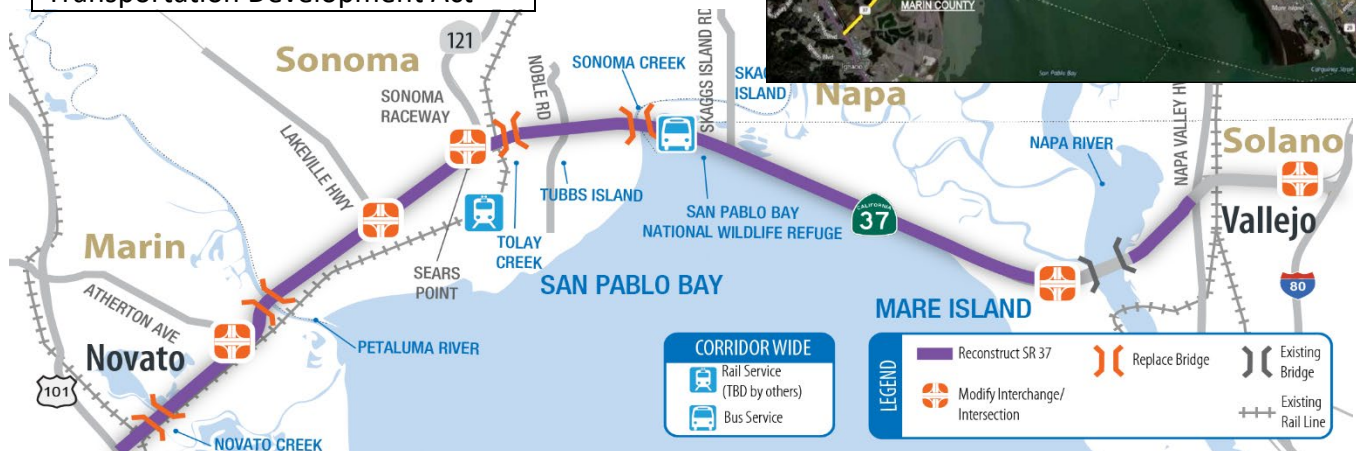 Transportation Development Act
MARIN COUNTY
San Pablo Bay
Sonoma
121
SONOMA
RACEWAY
NOBLE RD
SONOMA CREEK
SKAGGS ISLAND RD
Napa
NAPA VALLEY
NAPA RIVER
Solano
LAKEVILLE HWY
TUBBS ISLAND
SAN PABLO BAY
NATIONAL WILDLIFE REFUGE
CALIFORNIA
37
Vallejo
Marin
TOLAY
CREEK
SEARS
POINT
SAN PABLO BAY
MARE ISLAND
80
ATHERTON AVE
Novato
PETALUMA RIVER
101
NOVATO CREEK
CORRIDOR WIDE
Rail Service
(TBD by others)
Bus Service
LEGEND
Reconstruct SR 37
Modify Interchange/
Intersection
Replace Bridge
Existing
Bridge
Existing
Rail Line